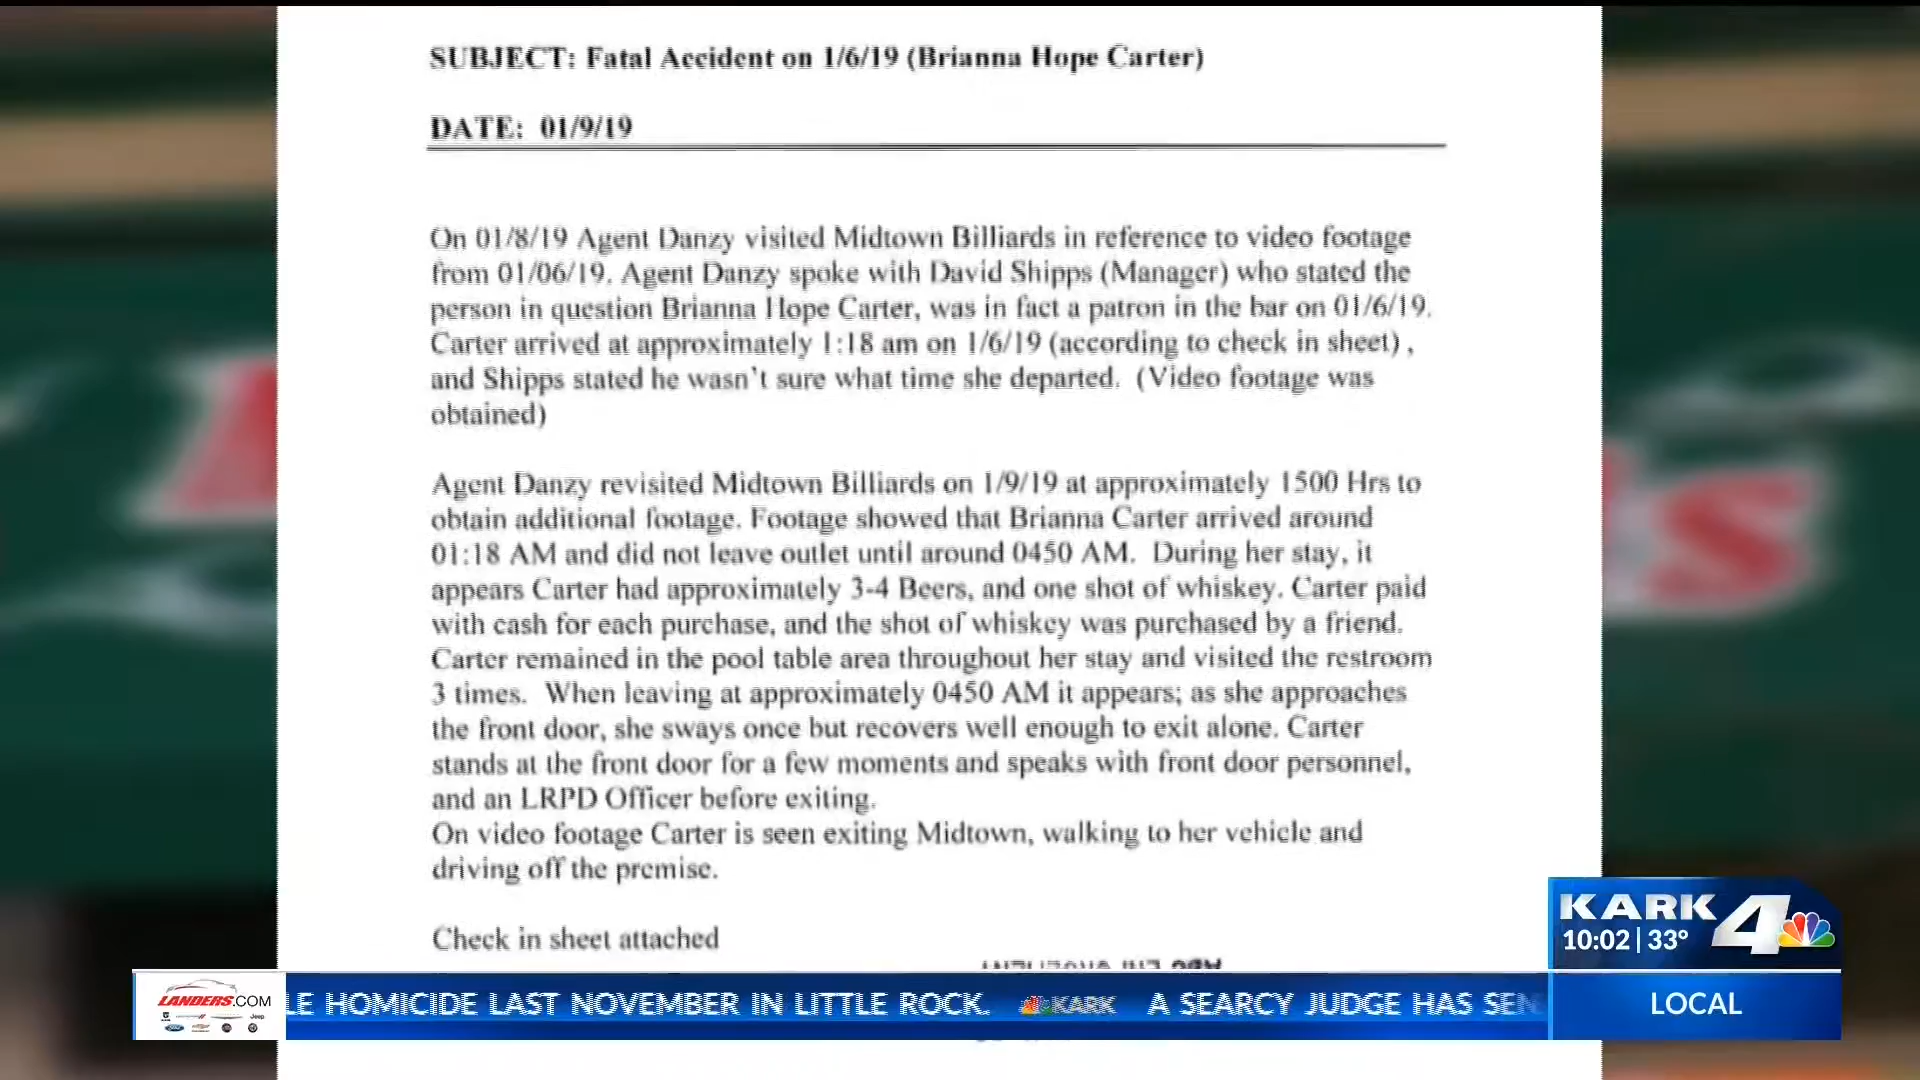 SUBJECT: Fatal Accident on 1/6/19 (Brianna Hope Carter)
DATE: 01/9/19
On 01/8/19 Agent Danzy visited Midtown Billiards in reference to video footage
from 01/06/19. Agent Danzy spoke with David Shipps (Manager) who stated the
person in question Brianna Hope Carter, was in fact a patron in the bar on 01/6/19.
Carter arrived at approximately 1:18 am on 1/6/19 (according to check in sheet) ,
and Shipps stated he wasn't sure what time she departed. (Video footage was
obtained)
Agent Danzy revisited Midtown Billiards on 1/9/19 at approximately 1500 Hrs to
obtain additional footage. Footage showed that Brianna Carter arrived around
01:18 AM and did not leave outlet until around 0450 AM. During her stay, it
appears Carter had approximately 3-4 Beers, and one shot of whiskey. Carter paid
with cash for each purchase, and the shot of whiskey was purchased by a friend.
Carter remained in the pool table area throughout her stay and visited the restroom
3 times. When leaving at approximately 0450 AM it appears; as she approaches
the front door, she sways once but recovers well enough to exit alone. Carter
stands at the front door for a few moments and speaks with front door personnel,
and an LRPD Officer before exiting.
On video footage Carter is seen exiting Midtown, walking to her vehicle and
driving off the premise.
Check in sheet attached
KARK 4
10:02 | 33°
LANDERS.COM
Jeep
Ford
LE HOMICIDE LAST NOVEMBER IN LITTLE ROCK. KARK A SEARCY JUDGE HAS SEN
LOCAL